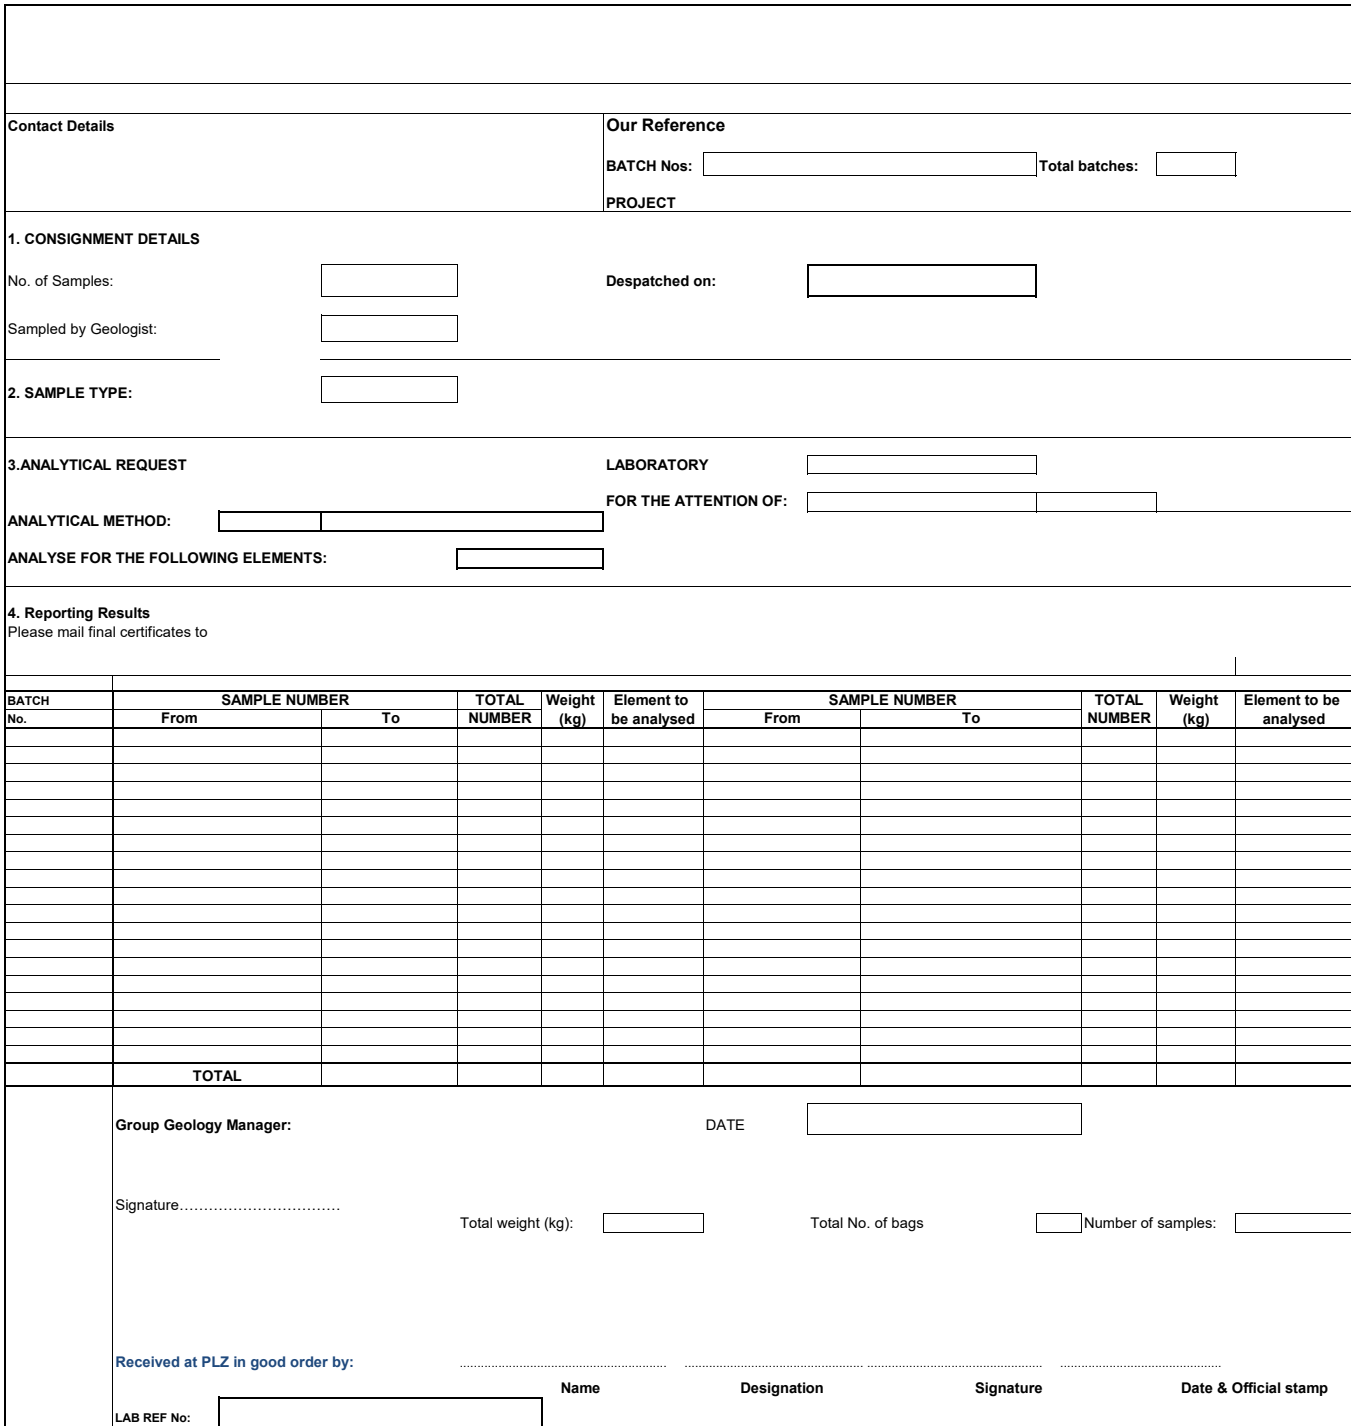 Contact Details
Our Reference
BATCH Nos:
Total batches:
PROJECT
1. CONSIGNMENT DETAILS
No. of Samples:
Despatched on:
Sampled by Geologist:
2. SAMPLE TYPE:
3.ANALYTICAL REQUEST
LABORATORY
FOR THE ATTENTION OF:
ANALYTICAL METHOD:
ANALYSE FOR THE FOLLOWING ELEMENTS:
4. Reporting Results
Please mail final certificates to
BATCH SAMPLE NUMBER TOTAL Weight Element to SAMPLE NUMBER TOTAL Weight Element to be
No. From To NUMBER (kg) be analysed From To NUMBER (kg) analysed
TOTAL
Group Geology Manager: DATE
Signature……………………………
Total weight (kg): Total No. of bags Number of samples:
Received at PLZ in good order by: ............................................................ .................................................... .................................................... ...............................................
Name Designation Signature Date & Official stamp
LAB REF No: